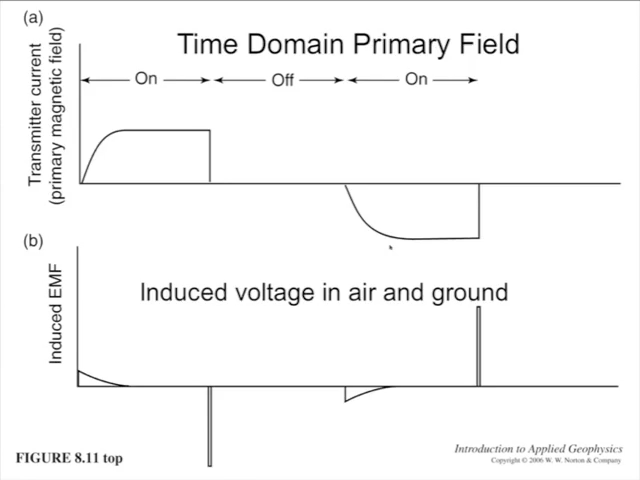 (a)
Time Domain Primary Field
On
Off
On
Transmitter current
(primary magnetic field)
(b)
Induced voltage in air and ground
Induced EMF
FIGURE 8.11 top
Introduction to Applied Geophysics
Copyright © 2006 W. W. Norton & Company